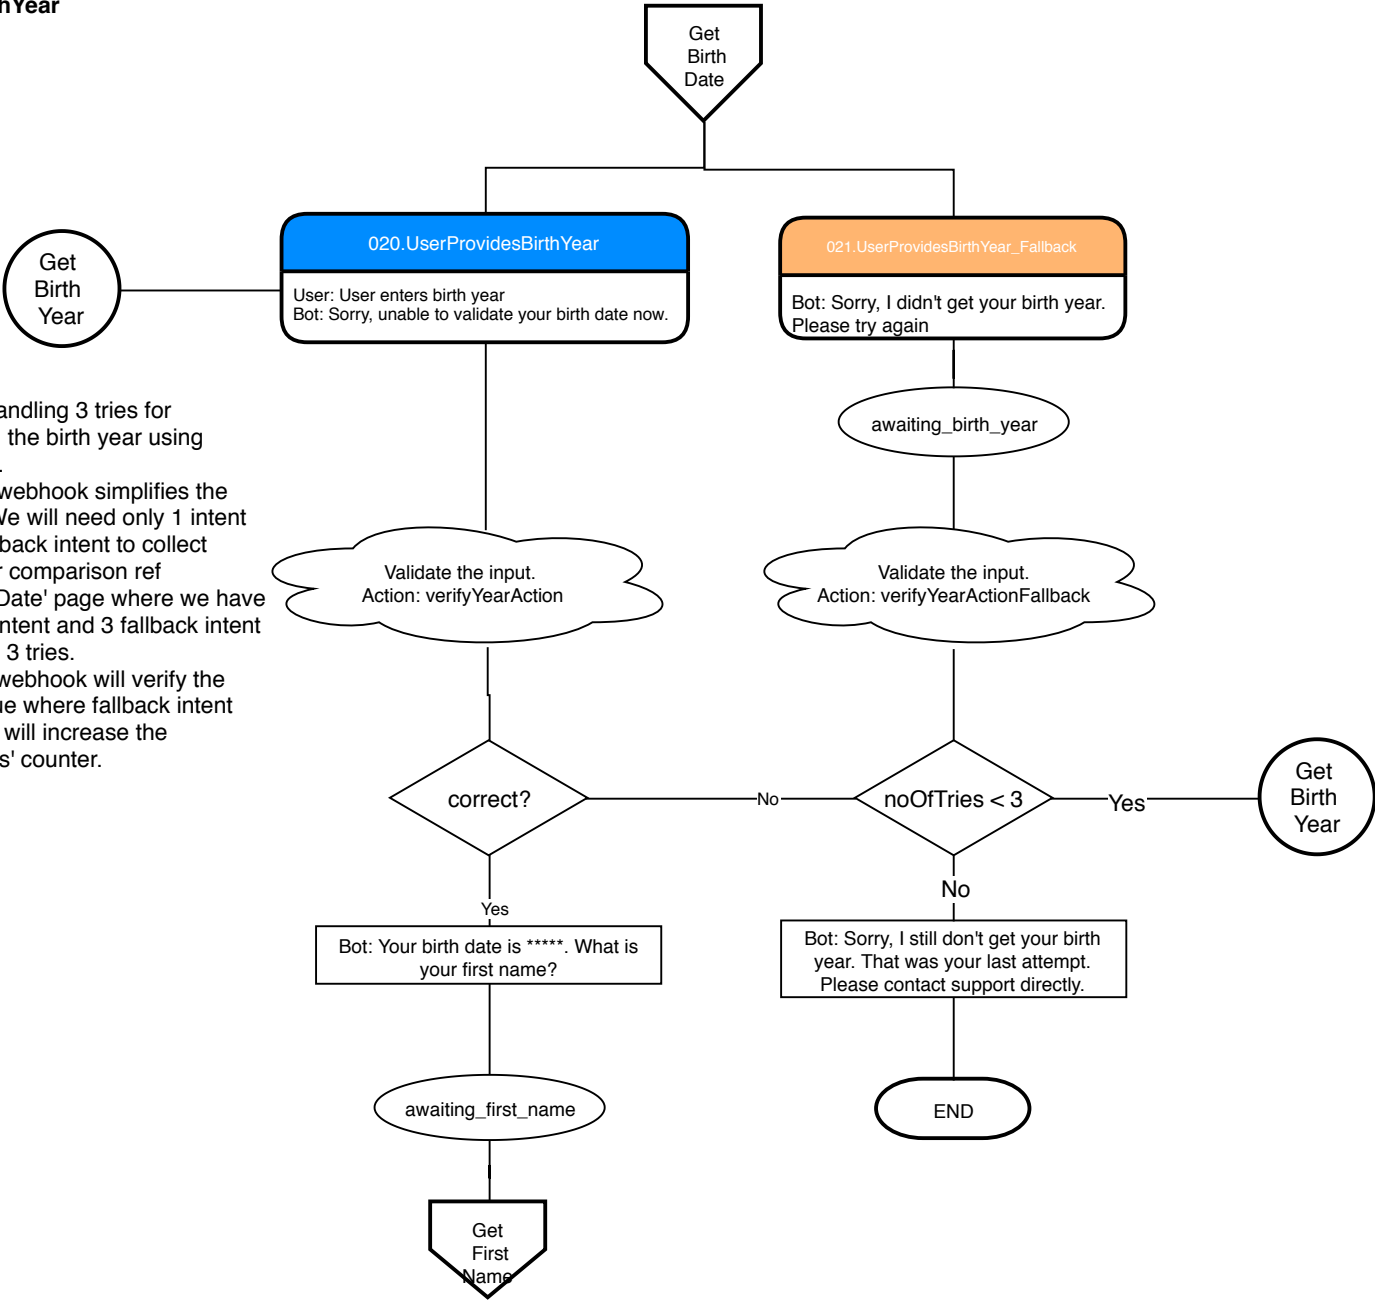 hYear
Get
Birth
Date
020.UserProvidesBirthYear
User: User enters birth year
Bot: Sorry, unable to validate your birth date now.
021.UserProvidesBirthYear_Fallback
Bot: Sorry, I didn't get your birth year.
Please try again
Get
Birth
Year
awaiting_birth_year
andling 3 tries for
the birth year using
.
webhook simplifies the
We will need only 1 intent
back intent to collect
r comparison ref
Date' page where we have
ntent and 3 fallback intent
3 tries.
webhook will verify the
ue where fallback intent
will increase the
s' counter.
Validate the input.
Action: verifyYearAction
Validate the input.
Action: verifyYearActionFallback
correct?
No
noOfTries < 3
Yes
Get
Birth
Year
Yes
No
Bot: Your birth date is *****. What is
your first name?
Bot: Sorry, I still don't get your birth
year. That was your last attempt.
Please contact support directly.
awaiting_first_name
END
Get
First
Name